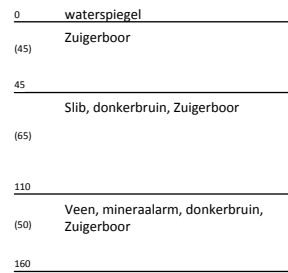 0 waterspiegel
Zuigerboor
(45)
45
Slib, donkerbruin, Zuigerboor
(65)
110
Veen, mineraalarm, donkerbruin,
(50) Zuigerboor
160